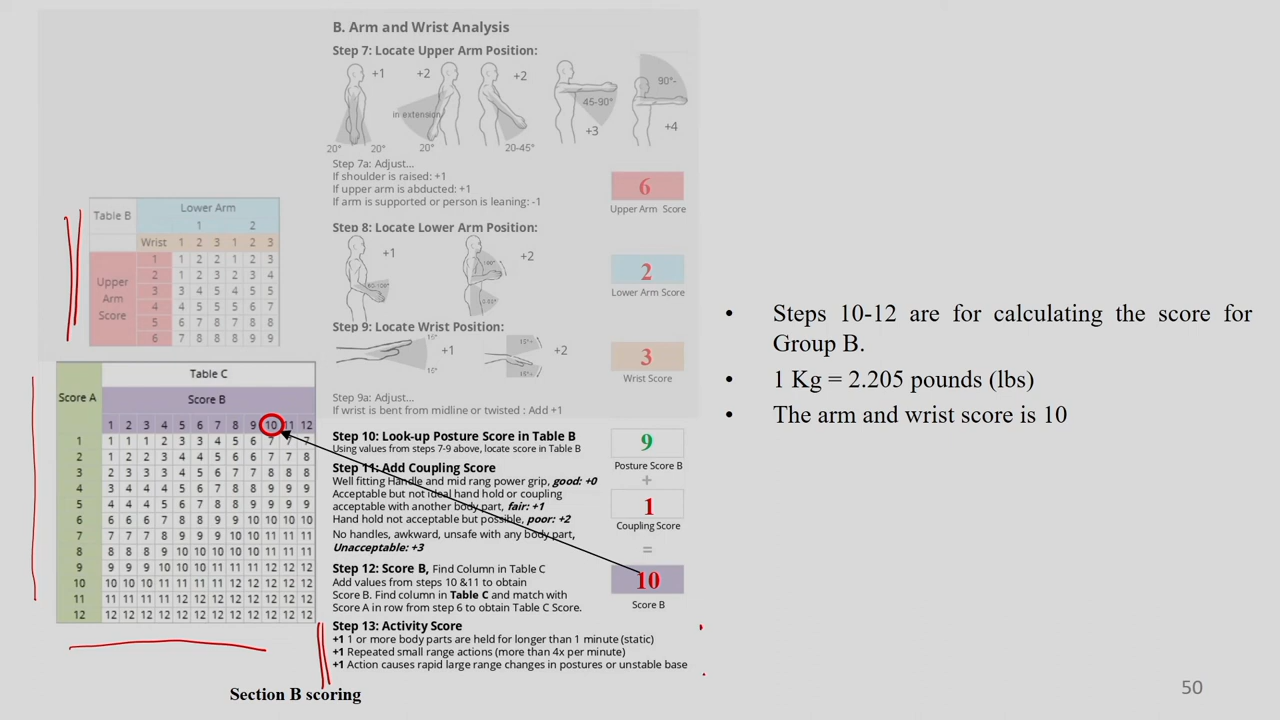 B. Arm and Wrist Analysis
Step 7: Locate Upper Arm Position:
+1
+2
+2
in extension
45-90°
90°-
+3
+4
20°
20°
20°
20-45°
Step 7a: Adjust...
If shoulder is raised: +1
If upper arm is abducted: +1
If arm is supported or person is leaning: -1
6
Upper Arm Score
Step 8: Locate Lower Arm Position:
+1
+2
2
Lower Arm Score
Step 9: Locate Wrist Position:
+1
+2
15°
15°
15°+
15°+
3
Wrist Score
Step 9a: Adjust...
If wrist is bent from midline or twisted : Add +1
Table B
Lower Arm
1 2
Wrist 1 2 3 1 2 3
Upper Arm Score
1 1 2 2 1 2 3
2 1 2 3 2 3 4
3 3 4 5 4 5 5
4 4 5 5 5 6 7
5 6 7 8 7 8 8
6 7 8 8 8 9 9
Table C
Score A
Score B
1 2 3 4 5 6 7 8 9 10 11 12
1 1 1 1 2 3 3 4 5 6 7 7 7
2 1 2 2 3 4 4 5 6 6 7 7 8
3 2 3 3 3 4 5 6 7 7 8 8 8
4 3 4 4 4 5 6 7 8 8 9 9 9
5 4 4 4 5 6 7 8 8 9 9 9 9
6 6 6 6 7 8 8 9 9 10 10 10 10
7 7 7 7 8 9 9 9 10 10 11 11 11
8 8 8 8 9 10 10 10 10 10 11 11 11
9 9 9 9 10 10 10 11 11 11 12 12 12
10 10 10 10 11 11 11 11 12 12 12 12 12
11 11 11 11 11 12 12 12 12 12 12 12 12
12 12 12 12 12 12 12 12 12 12 12 12 12
Step 10: Look-up Posture Score in Table B
Using values from steps 7-9 above, locate score in Table B
9
Posture Score B
+
Step 11: Add Coupling Score
Well fitting Handle and mid rang power grip, good: +0
Acceptable but not ideal hand hold or coupling
acceptable with another body part, fair: +1
Hand hold not acceptable but possible, poor: +2
No handles, awkward, unsafe with any body part,
Unacceptable: +3
1
Coupling Score
=
Step 12: Score B, Find Column in Table C
Add values from steps 10 &11 to obtain
Score B. Find column in Table C and match with
Score A in row from step 6 to obtain Table C Score.
10
Score B
Step 13: Activity Score
+1 1 or more body parts are held for longer than 1 minute (static)
+1 Repeated small range actions (more than 4x per minute)
+1 Action causes rapid large range changes in postures or unstable base
Section B scoring
• Steps 10-12 are for calculating the score for
Group B.
• 1 Kg = 2.205 pounds (lbs)
• The arm and wrist score is 10
50